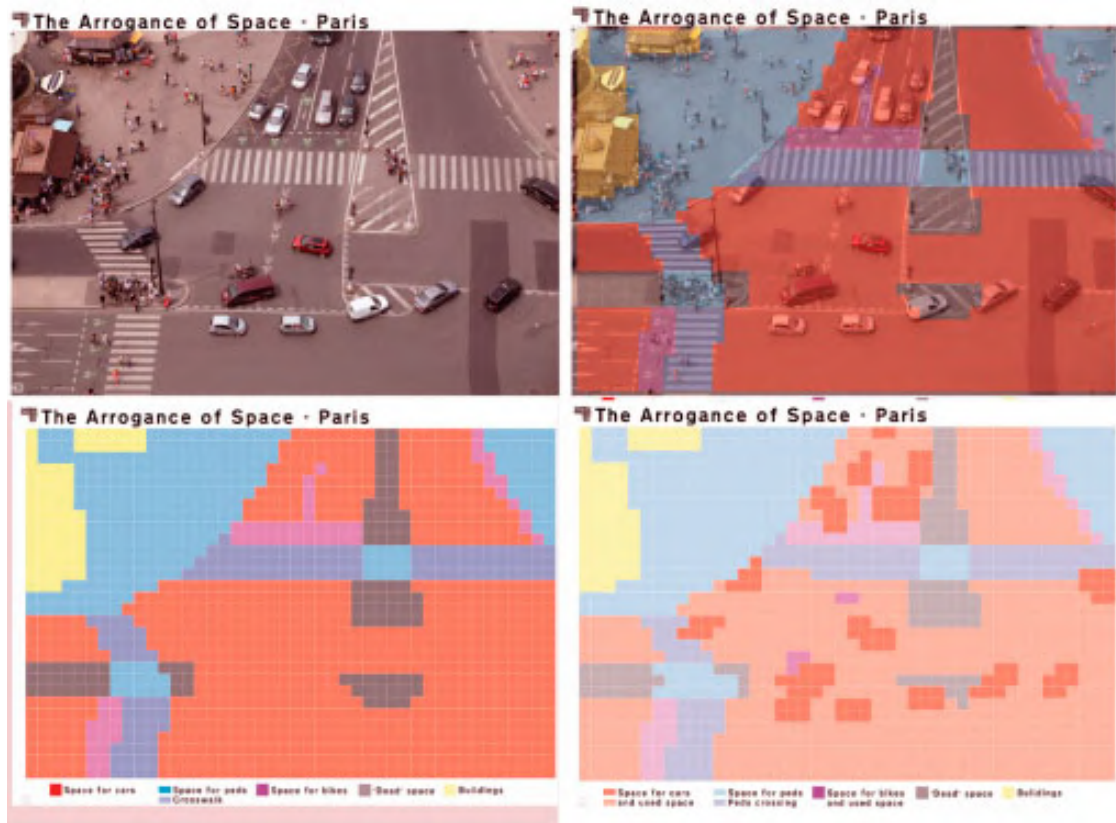 The Arrogance of Space · Paris
The Arrogance of Space · Paris
The Arrogance of Space · Paris
The Arrogance of Space · Paris
Space for cars
Space for peds
Space for bikes
'Dead' space
Buildings
Crosswalk
Space for cars
and used space
Space for peds
Peds crossing
Space for bikes
and used space
'Dead' space
Buildings